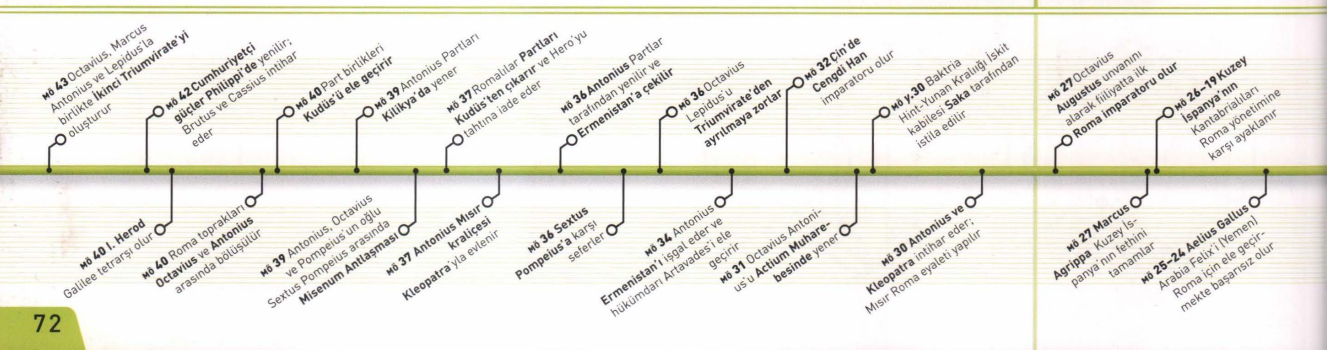 MÖ 43 Octavius, Marcus
Antonius ve Lepidus'la
birlikte İkinci Triumvirate'yi
oluşturur
MÖ 42 Cumhuriyetçi
güçler Philippi'de yenilir;
Brutus ve Cassius intihar
eder
MÖ 40 Part birlikleri
Kudüs'ü ele geçirir
MÖ 39 Antonius Partları
Kilikya'da yener
MÖ 37 Romalılar Partları
Kudüs'ten çıkarır ve Hero'yu
tahtına iade eder
MÖ 36 Antonius Partlar
tarafından yenilir ve
Ermenistan'a çekilir
MÖ 36 Octavius
Lepidus'u
Triumvirate'den
ayrılmaya zorlar
MÖ 32 Çin'de
Cengdi Han
imparatoru olur
MÖ y.30 Baktria
Hint-Yunan Kralıığı İskit
kabilesi Saka tarafından
istila edilir
MÖ 27 Octavius
Augustus unvanını
alarak fiiliyatta ilk
Roma İmparatoru olur
MÖ 26-19 Kuzey
İspanya'nın
Kantabrialıları
Roma yönetimine
karşı ayaklanır
MÖ 40 I. Herod
Galilee tetrarşı olur
MÖ 40 Roma toprakları
Octavius ve Antonius
arasında bölüşülür
MÖ 39 Antonius, Octavius
ve Pompeius'un oğlu
Sextus Pompeius arasında
Misenum Antlaşması
MÖ 37 Antonius Mısır
kraliçesi
Kleopatra'yla evlenir
MÖ 36 Sextus
Pompeius'a karşı
seferler
MÖ 34 Antonius
Ermenistan'ı işgal eder ve
hükümdarı Artavades'i ele
geçirir
MÖ 31 Octavius Antoni-
us'u Actium Muhare-
besinde yener
MÖ 30 Antonius ve
Kleopatra intihar eder;
Mısır Roma eyaleti yapılır
MÖ 27 Marcus
Agrippa Kuzey İs-
panya'nın fethini
tamamlar
MÖ 25-24 Aelius Gallus
Arabia Felix'i (Yemen)
Roma için ele geçir-
mekte başarısız olur
72